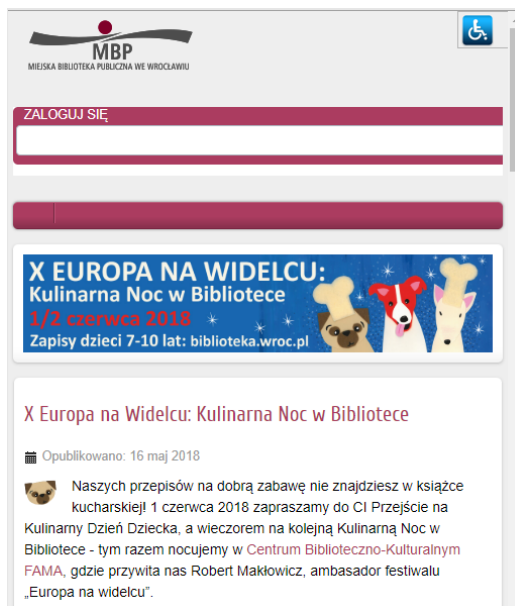 MBP
MIEJSKA BIBLIOTEKA PUBLICZNA WE WROCŁAWIU
ZALOGUJ SIĘ
X EUROPA NA WIDELCU:
Kulinarna Noc w Bibliotece
1/2 czerwca 2018
Zapisy dzieci 7-10 lat: biblioteka.wroc.pl
X Europa na Widelcu: Kulinarna Noc w Bibliotece
Opublikowano: 16 maj 2018
Naszych przepisów na dobrą zabawę nie znajdziesz w książce
kucharskiej! 1 czerwca 2018 zapraszamy do CI Przejście na
Kulinarny Dzień Dziecka, a wieczorem na kolejną Kulinarną Noc w
Bibliotece - tym razem nocujemy w Centrum Biblioteczno-Kulturalnym
FAMA, gdzie przywita nas Robert Makłowicz, ambasador festiwalu
„Europa na widelcu”.